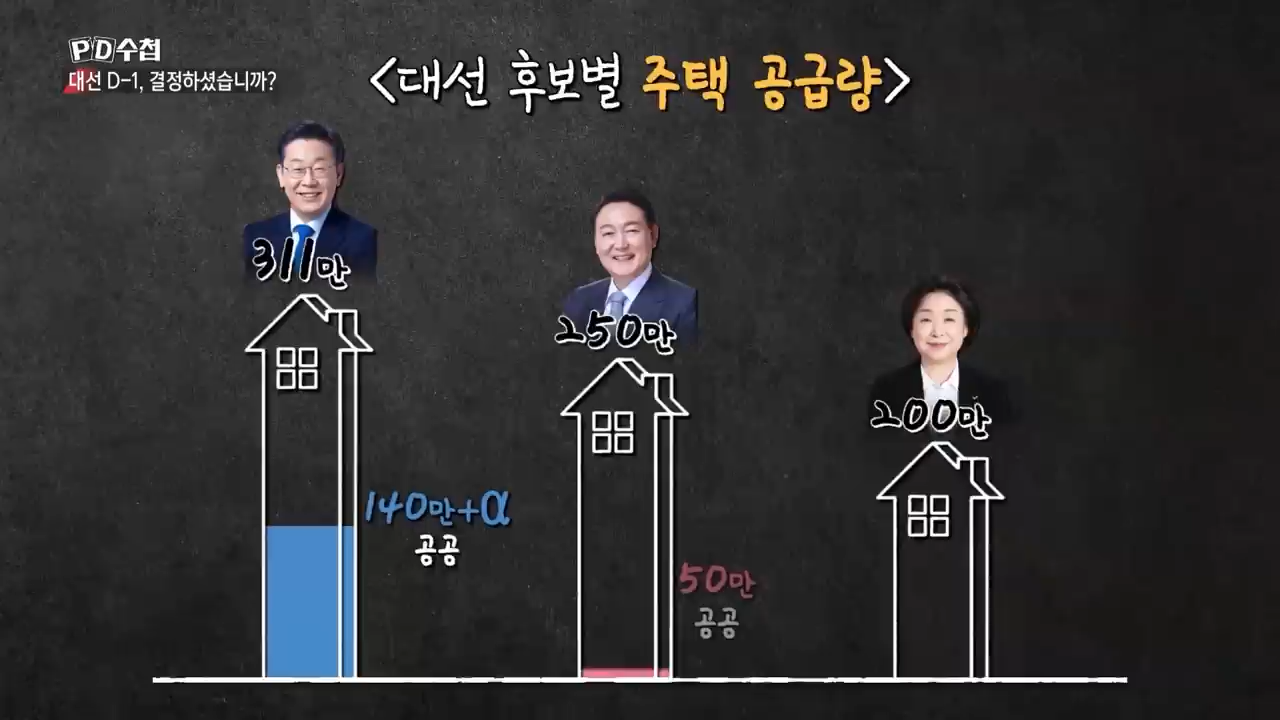 PD수첩
대선 D-1, 결정하셨습니까?
<대선 후보별 주택 공급량>
311만
250만
200만
140만+α
공공
50만
공공